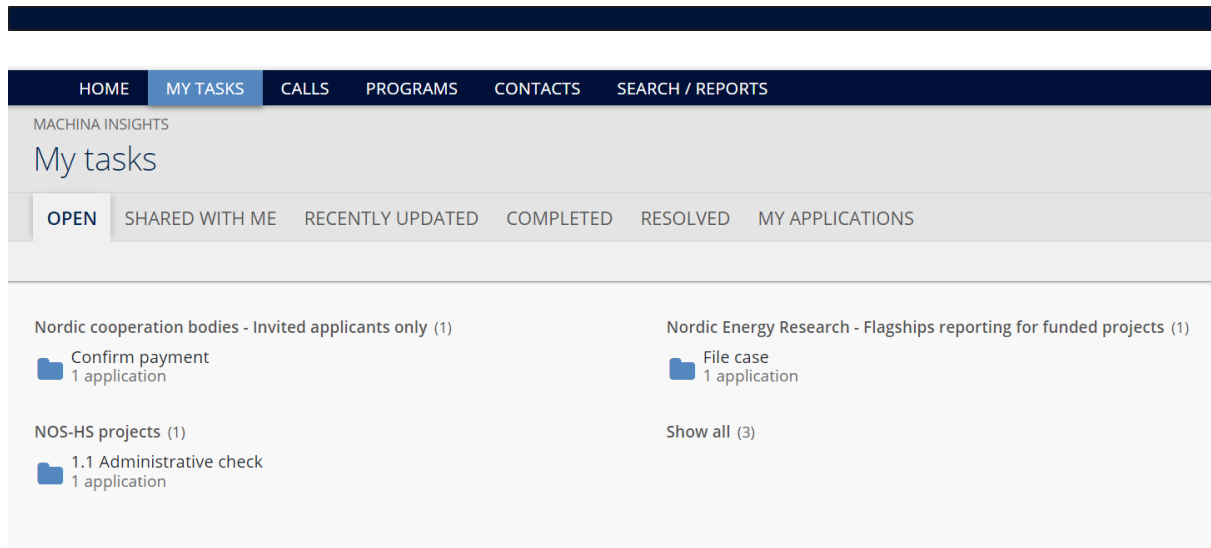 HOME MY TASKS CALLS PROGRAMS CONTACTS SEARCH / REPORTS
MACHINA INSIGHTS
My tasks
OPEN SHARED WITH ME RECENTLY UPDATED COMPLETED RESOLVED MY APPLICATIONS
Nordic cooperation bodies - Invited applicants only (1)
Confirm payment
1 application
Nordic Energy Research - Flagships reporting for funded projects (1)
File case
1 application
NOS-HS projects (1)
1.1 Administrative check
1 application
Show all (3)